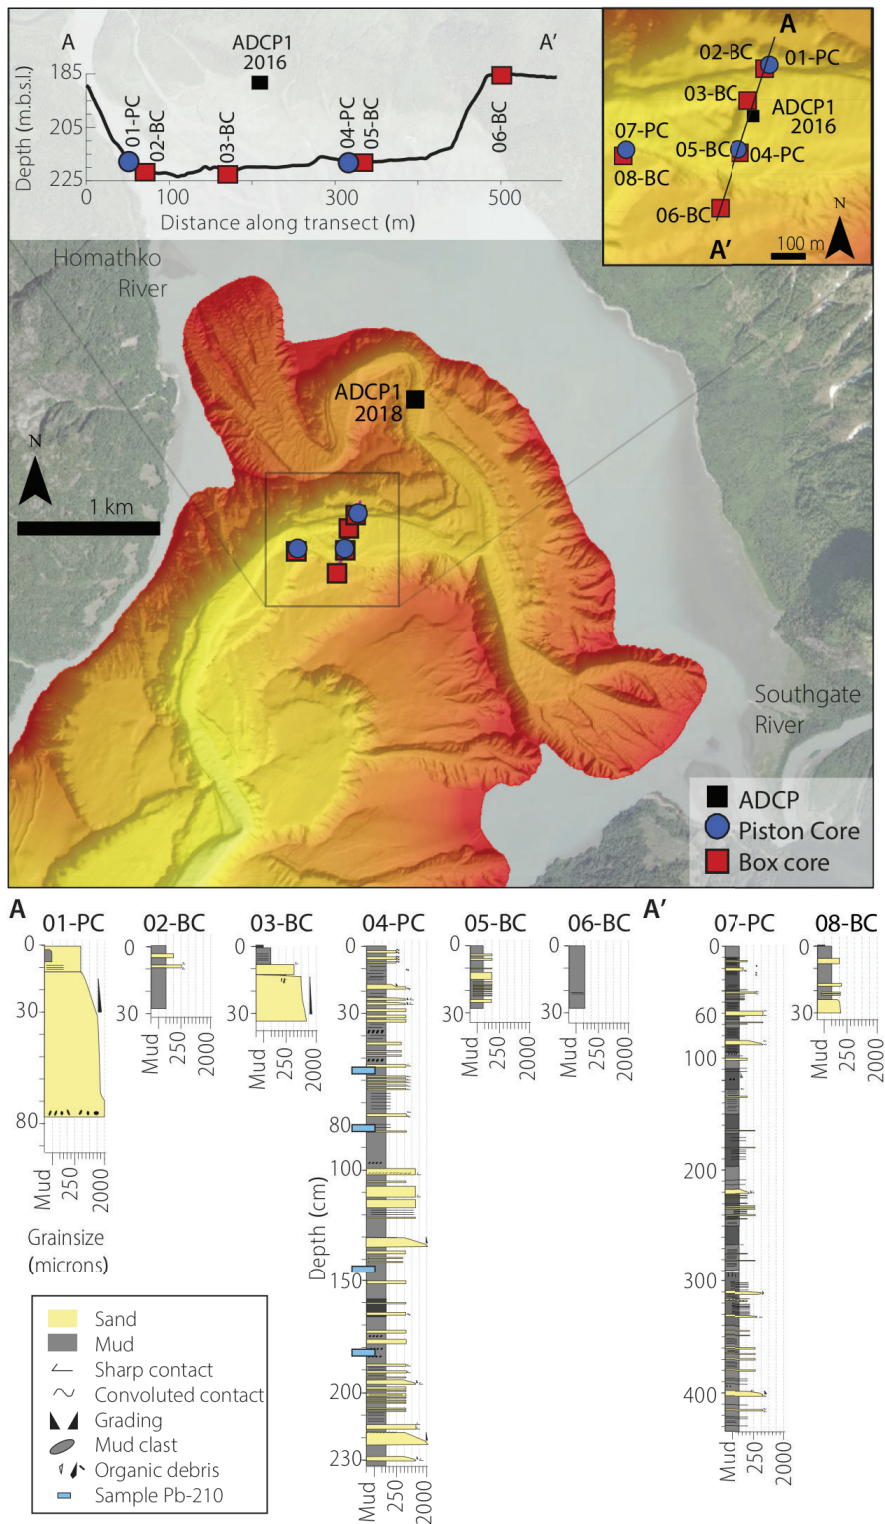 A
A'
ADCP1
2016
Depth (m.b.s.l.)
185
205
225
01-PC
02-BC
03-BC
04-PC
05-BC
06-BC
0
100
300
500
Distance along transect (m)
A
02-BC
01-PC
03-BC
ADCP1
2016
07-PC
05-BC
04-PC
08-BC
06-BC
A'
N
100 m
Homathko
River
ADCP1
2018
N
1 km
Southgate
River
ADCP
Piston Core
Box core
A
A'
01-PC
0
30
80
Mud
250
2000
Grainsize
(microns)
02-BC
0
30
Mud
250
2000
03-BC
0
30
Mud
250
2000
04-PC
0
30
80
100
150
200
230
Depth (cm)
Mud
250
2000
05-BC
0
30
Mud
250
2000
06-BC
0
30
Mud
250
2000
07-PC
0
60
100
200
300
400
Mud
250
2000
08-BC
0
30
Mud
250
2000
Sand
Mud
Sharp contact
Convoluted contact
Grading
Mud clast
Organic debris
Sample Pb-210